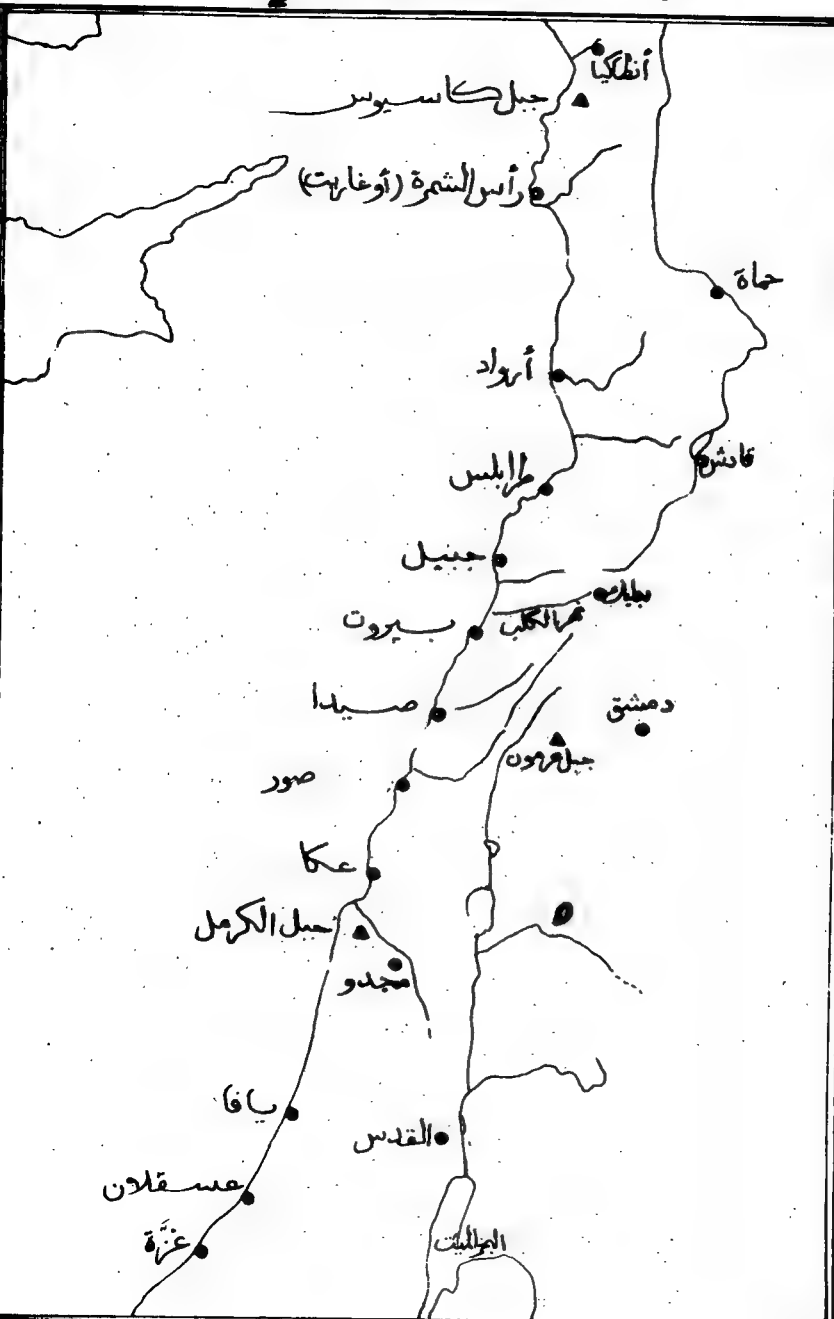 أنطاكيا
جبل كاسيوس
رأس الشمرة (أوغاريت)
حماة
أرواد
قادش
طرابلس
جبيل
بعلبك
نهر الكلب
بيروت
صيدا
دمشق
جبل حرمون
صور
عكا
جبل الكرمل
مجدو
يافا
القدس
عسقلان
البحر الميت
غزَّة